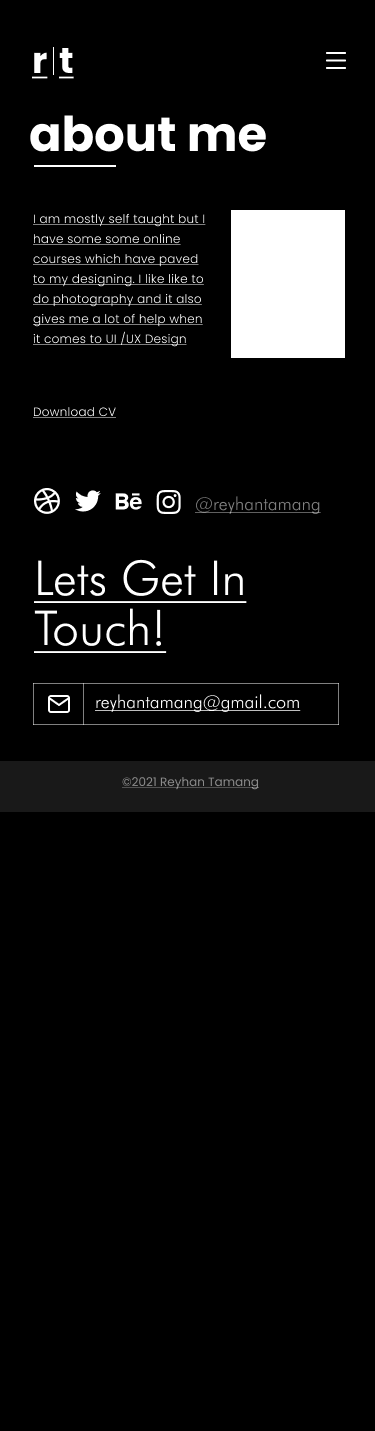 r|t
about me
I am mostly self taught but I
have some some online
courses which have paved
to my designing. I like like to
do photography and it also
gives me a lot of help when
it comes to UI /UX Design
Download CV
Bē @reyhantamang
Lets Get In
Touch!
reyhantamang@gmail.com
©2021 Reyhan Tamang